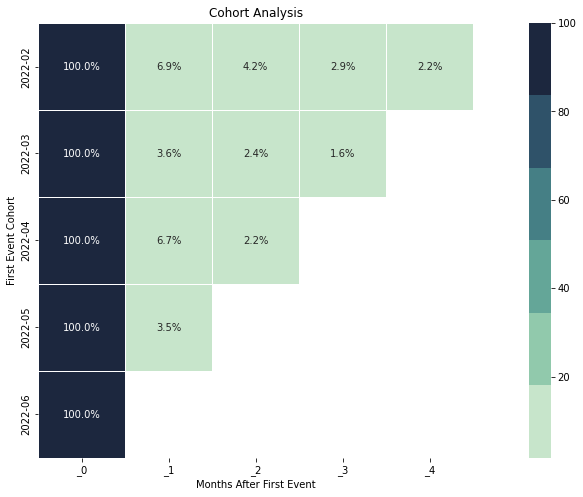 Cohort Analysis
First Event Cohort
2022-02
100.0% 6.9% 4.2% 2.9% 2.2%
2022-03
100.0% 3.6% 2.4% 1.6%
2022-04
100.0% 6.7% 2.2%
2022-05
100.0% 3.5%
2022-06
100.0%
_0 _1 _2 _3 _4
Months After First Event
100
80
60
40
20